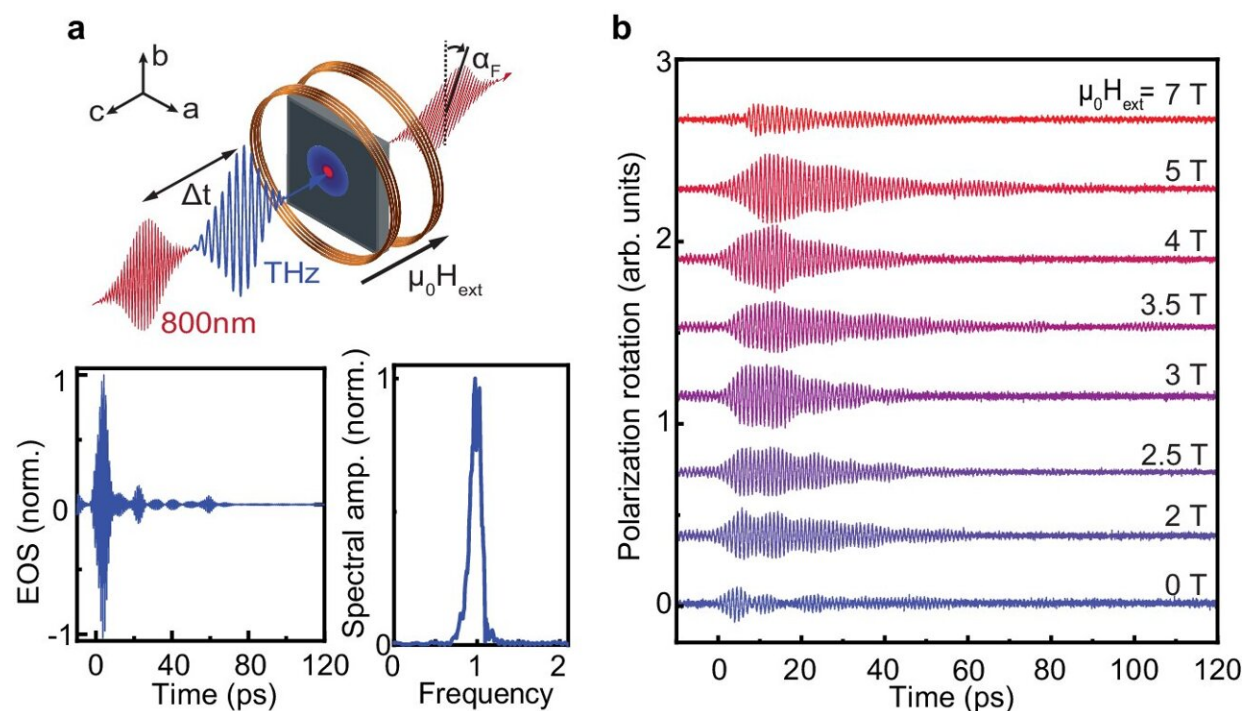 a
b
c
a
Δt
THz
800nm
μ₀Hₑₓₜ
α_F
EOS (norm.)
1
0
-1
0 40 80 120
Time (ps)
Spectral amp. (norm.)
1
0
0 1 2
Frequency
b
Polarization rotation (arb. units)
3
2
1
0
μ₀Hₑₓₜ= 7 T
5 T
4 T
3.5 T
3 T
2.5 T
2 T
0 T
0 20 40 60 80 100 120
Time (ps)